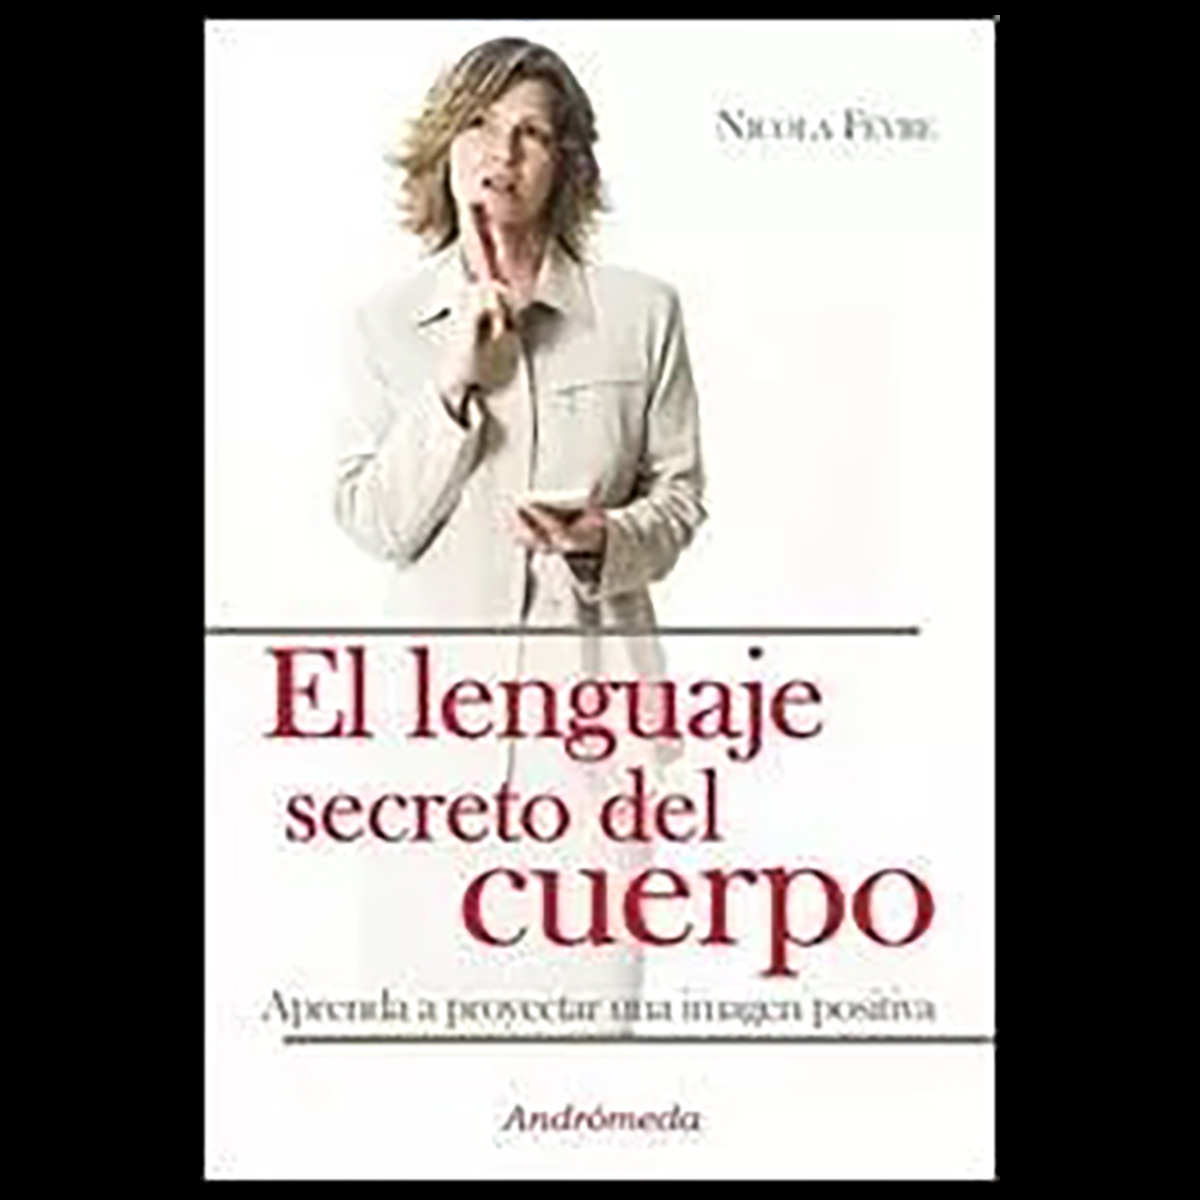 NICOLA FEVRE
El lenguaje
secreto del
cuerpo
Aprenda a proyectar una imagen positiva
Andrómeda